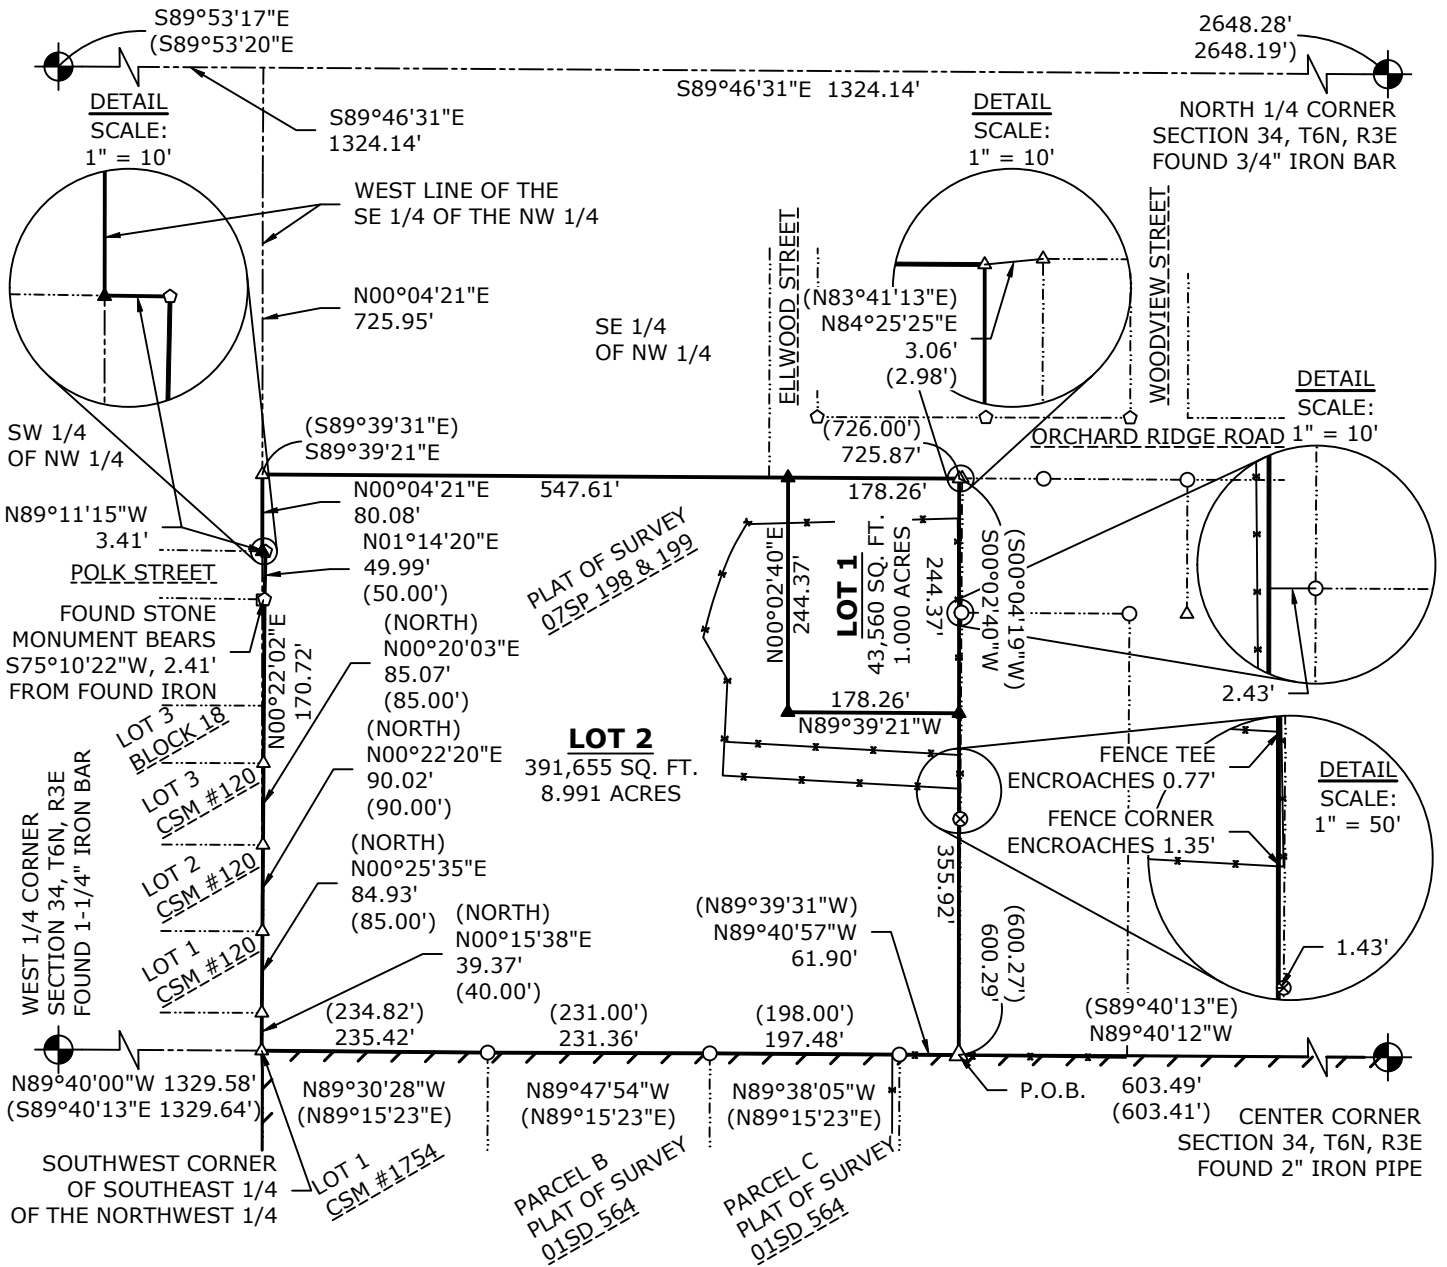 S89°53'17"E
(S89°53'20"E
2648.28'
2648.19')
S89°46'31"E 1324.14'
DETAIL
SCALE:
1" = 10'
S89°46'31"E
1324.14'
DETAIL
SCALE:
1" = 10'
NORTH 1/4 CORNER
SECTION 34, T6N, R3E
FOUND 3/4" IRON BAR
WEST LINE OF THE
SE 1/4 OF THE NW 1/4
ELLWOOD STREET
WOODVIEW STREET
N00°04'21"E
725.95'
SE 1/4
OF NW 1/4
(N83°41'13"E)
N84°25'25"E
3.06'
(2.98')
DETAIL
SCALE:
1" = 10'
SW 1/4
OF NW 1/4
(S89°39'31"E)
S89°39'21"E
(726.00')
725.87'
ORCHARD RIDGE ROAD
547.61'
178.26'
N00°04'21"E
80.08'
N89°11'15"W
3.41'
N01°14'20"E
49.99'
(50.00')
POLK STREET
PLAT OF SURVEY
07SP 198 & 199
N00°02'40"E
244.37'
LOT 1
43,560 SQ. FT.
1.000 ACRES
244.37'
S00°02'40"W
(S00°04'19"W)
FOUND STONE
MONUMENT BEARS
S75°10'22"W, 2.41'
FROM FOUND IRON
N00°22'02"E
170.72'
(NORTH)
N00°20'03"E
85.07'
(85.00')
2.43'
178.26'
N89°39'21"W
LOT 3
BLOCK 18
(NORTH)
N00°22'20"E
90.02'
(90.00')
LOT 2
391,655 SQ. FT.
8.991 ACRES
FENCE TEE
ENCROACHES 0.77'
FENCE CORNER
ENCROACHES 1.35'
DETAIL
SCALE:
1" = 50'
LOT 3
CSM #120
WEST 1/4 CORNER
SECTION 34, T6N, R3E
FOUND 1-1/4" IRON BAR
LOT 2
CSM #120
(NORTH)
N00°25'35"E
84.93'
(85.00')
355.92'
(N89°39'31"W)
N89°40'57"W
61.90'
1.43'
LOT 1
CSM #120
(NORTH)
N00°15'38"E
39.37'
(40.00')
(600.27')
600.29'
(234.82')
235.42'
(231.00')
231.36'
(198.00')
197.48'
(S89°40'13"E)
N89°40'12"W
N89°40'00"W 1329.58'
(S89°40'13"E 1329.64')
N89°30'28"W
(N89°15'23"E)
N89°47'54"W
(N89°15'23"E)
N89°38'05"W
(N89°15'23"E)
P.O.B.
603.49'
(603.41')
CENTER CORNER
SECTION 34, T6N, R3E
FOUND 2" IRON PIPE
SOUTHWEST CORNER
OF SOUTHEAST 1/4
OF THE NORTHWEST 1/4
LOT 1
CSM #1754
PARCEL B
PLAT OF SURVEY
01SD 564
PARCEL C
PLAT OF SURVEY
01SD 564